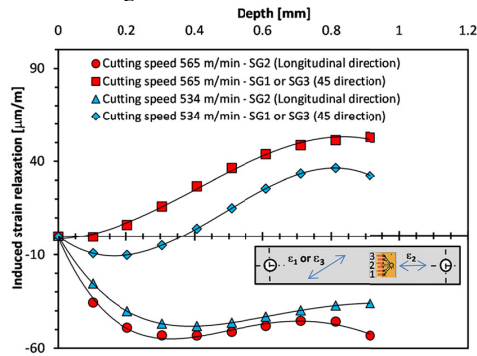 Depth [mm]
0 0.2 0.4 0.6 0.8 1 1.2
90
40
-10
-60
Induced strain relaxation [µm/m]
Cutting speed 565 m/min - SG2 (Longitudinal direction)
Cutting speed 565 m/min - SG1 or SG3 (45 direction)
Cutting speed 534 m/min - SG2 (Longitudinal direction)
Cutting speed 534 m/min - SG1 or SG3 (45 direction)
ε1 or ε3
3
2
1
ε2